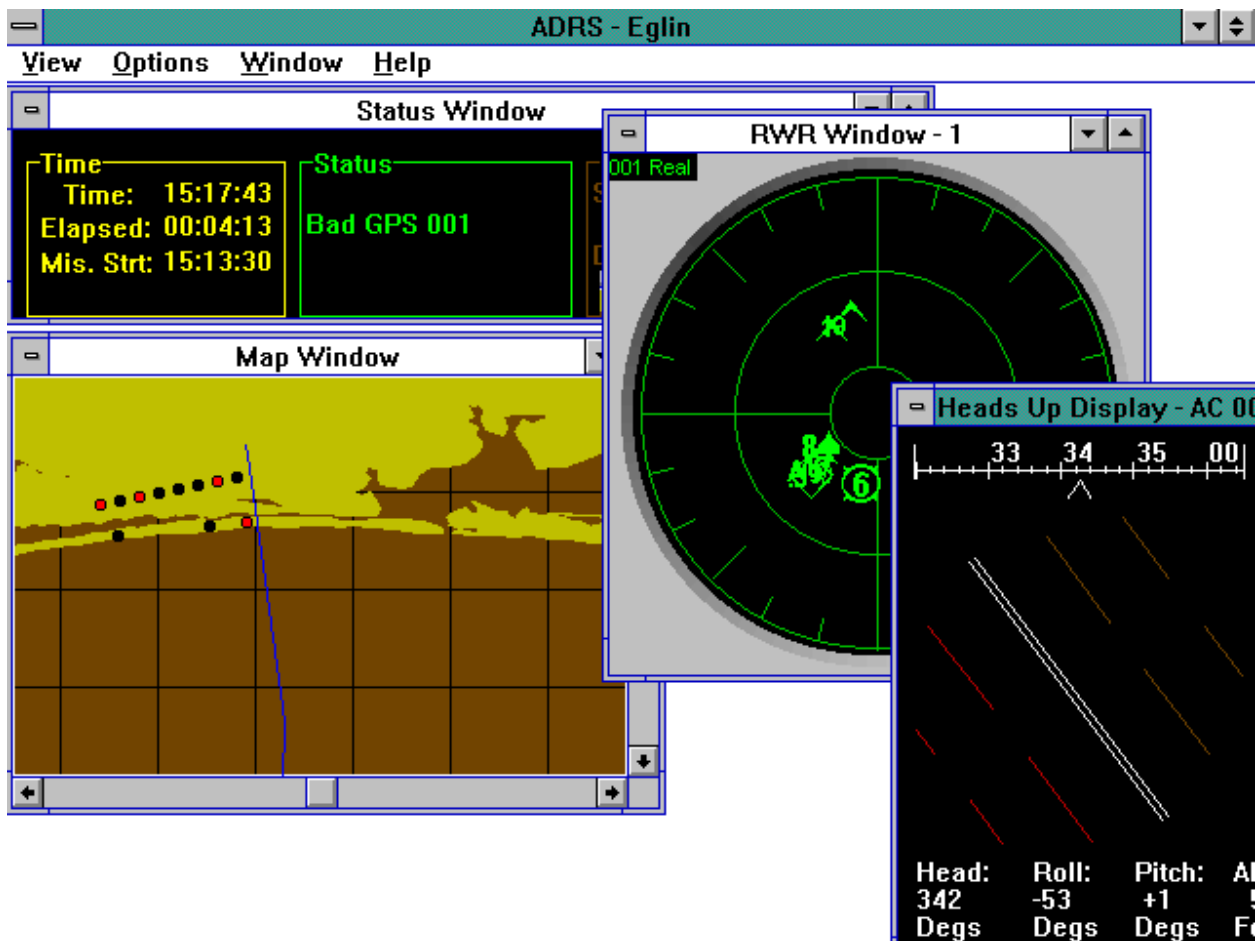 ADRS - Eglin
View Options Window Help
Status Window
Time
Time: 15:17:43
Elapsed: 00:04:13
Mis. Strt: 15:13:30
Status
Bad GPS 001
RWR Window - 1
001 Real
6
Map Window
Heads Up Display - AC 00
33 34 35 00
Head: Roll: Pitch:
342 -53 +1
Degs Degs Degs